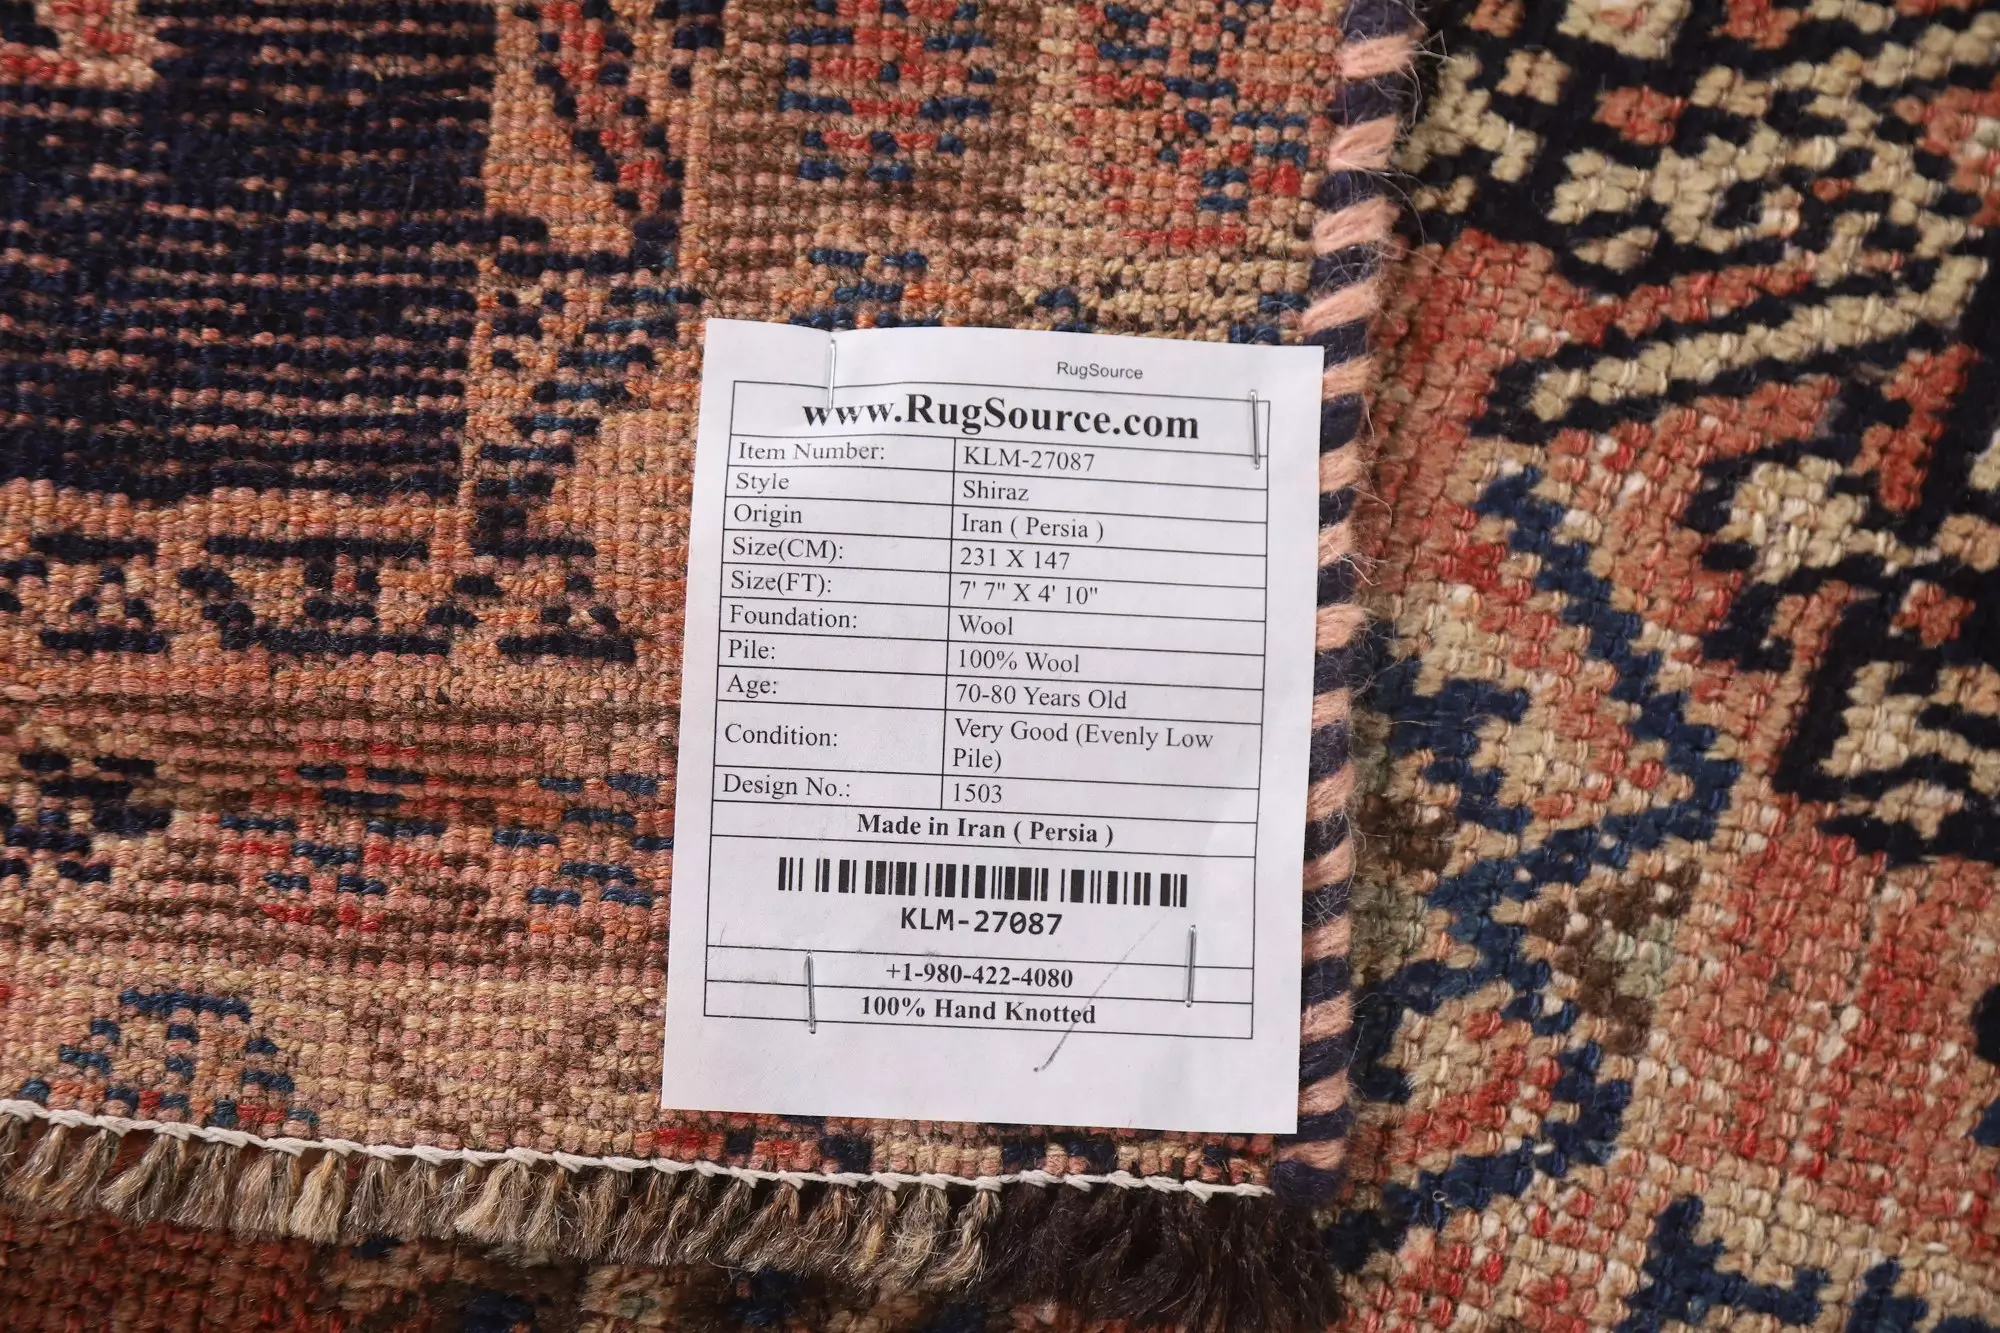 RugSource
www.RugSource.com
Item Number: KLM-27087
Style Shiraz
Origin Iran ( Persia )
Size(CM): 231 X 147
Size(FT): 7' 7" X 4' 10"
Foundation: Wool
Pile: 100% Wool
Age: 70-80 Years Old
Condition: Very Good (Evenly Low
Pile)
Design No.: 1503
Made in Iran ( Persia )
KLM-27087
+1-980-422-4080
100% Hand Knotted